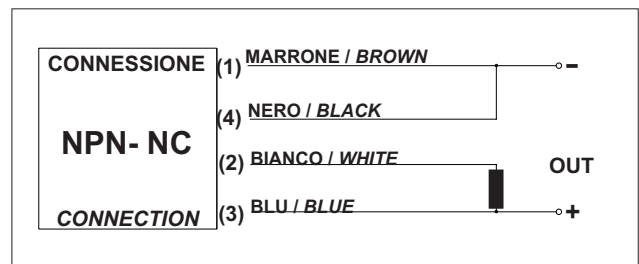 CONNESSIONE
NPN- NC
CONNECTION
(1) MARRONE / BROWN
(4) NERO / BLACK
(2) BIANCO / WHITE
(3) BLU / BLUE
-
OUT
+